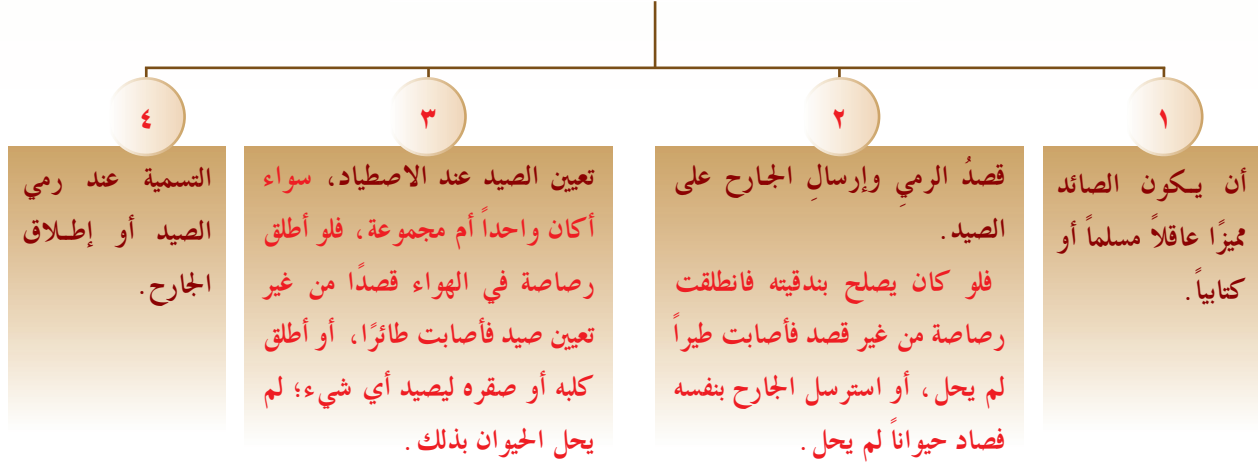 ١
أن يـكـون الصائد
مميزًا عاقلاً مسلماً أو
كتابياً.
٢
قصدُ الرميِ وإرسالِ الجارح على
الصيد.
فلو كان يصلح بندقيته فانطلقت
رصاصة من غير قصد فأصابت طيراً
لم يحل، أو استرسل الجارح بنفسه
فصاد حيواناً لم يحل.
٣
تعيين الصيد عند الاصطياد، سواء
أكان واحداً أم مجموعة، فلو أطلق
رصاصة في الهواء قصدًا من غير
تعيين صيد فأصابت طائرًا، أو أطلق
كلبه أو صقره ليصيد أي شيء؛ لم
يحل الحيوان بذلك.
٤
التسمية عند رمي
الصيد أو إطـلاق
الجارح.